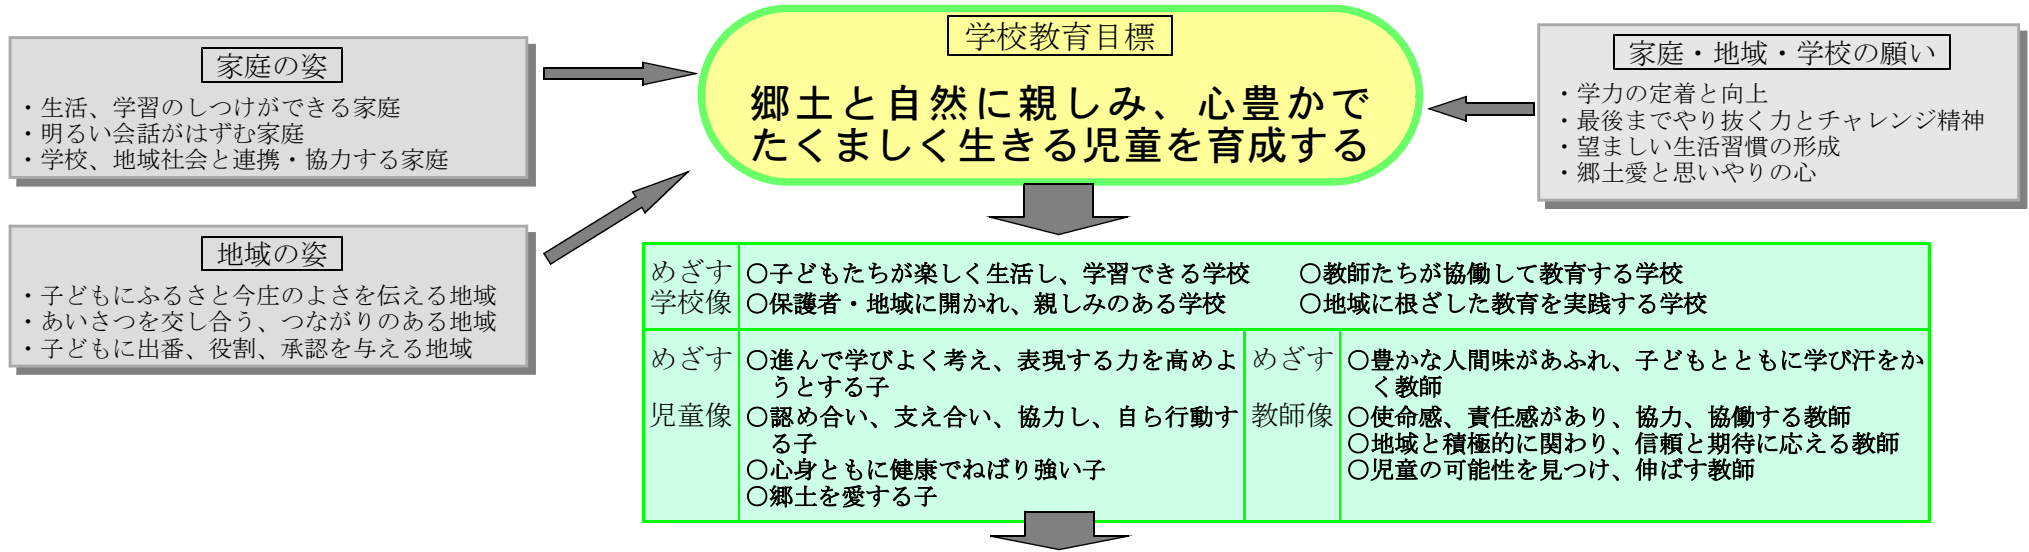 学校教育目標
郷土と自然に親しみ、心豊かで
たくましく生きる児童を育成する
家庭の姿
・生活、学習のしつけができる家庭
・明るい会話がはずむ家庭
・学校、地域社会と連携・協力する家庭
地域の姿
・子どもにふるさと今庄のよさを伝える地域
・あいさつを交し合う、つながりのある地域
・子どもに出番、役割、承認を与える地域
家庭・地域・学校の願い
・学力の定着と向上
・最後までやり抜く力とチャレンジ精神
・望ましい生活習慣の形成
・郷土愛と思いやりの心
めざす
学校像
○子どもたちが楽しく生活し、学習できる学校　　○教師たちが協働して教育する学校
○保護者・地域に開かれ、親しみのある学校　　　○地域に根ざした教育を実践する学校
めざす
児童像
○進んで学びよく考え、表現する力を高めよ
うとする子
○認め合い、支え合い、協力し、自ら行動す
る子
○心身ともに健康でねばり強い子
○郷土を愛する子
めざす
教師像
○豊かな人間味があふれ、子どもとともに学び汗をか
く教師
○使命感、責任感があり、協力、協働する教師
○地域と積極的に関わり、信頼と期待に応える教師
○児童の可能性を見つけ、伸ばす教師